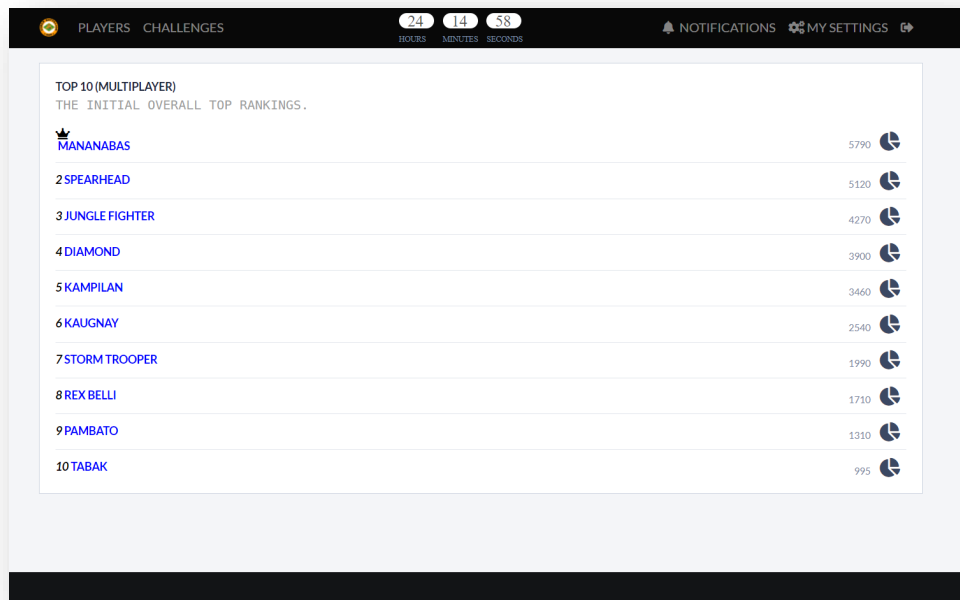 PLAYERS CHALLENGES 24 14 58 NOTIFICATIONS MY SETTINGS
HOURS MINUTES SECONDS
TOP 10 (MULTIPLAYER)
THE INITIAL OVERALL TOP RANKINGS.
MANANABAS 5790
2 SPEARHEAD 5120
3 JUNGLE FIGHTER 4270
4 DIAMOND 3900
5 KAMPILAN 3460
6 KAUGNAY 2540
7 STORM TROOPER 1990
8 REX BELLI 1710
9 PAMBATO 1310
10 TABAK 995